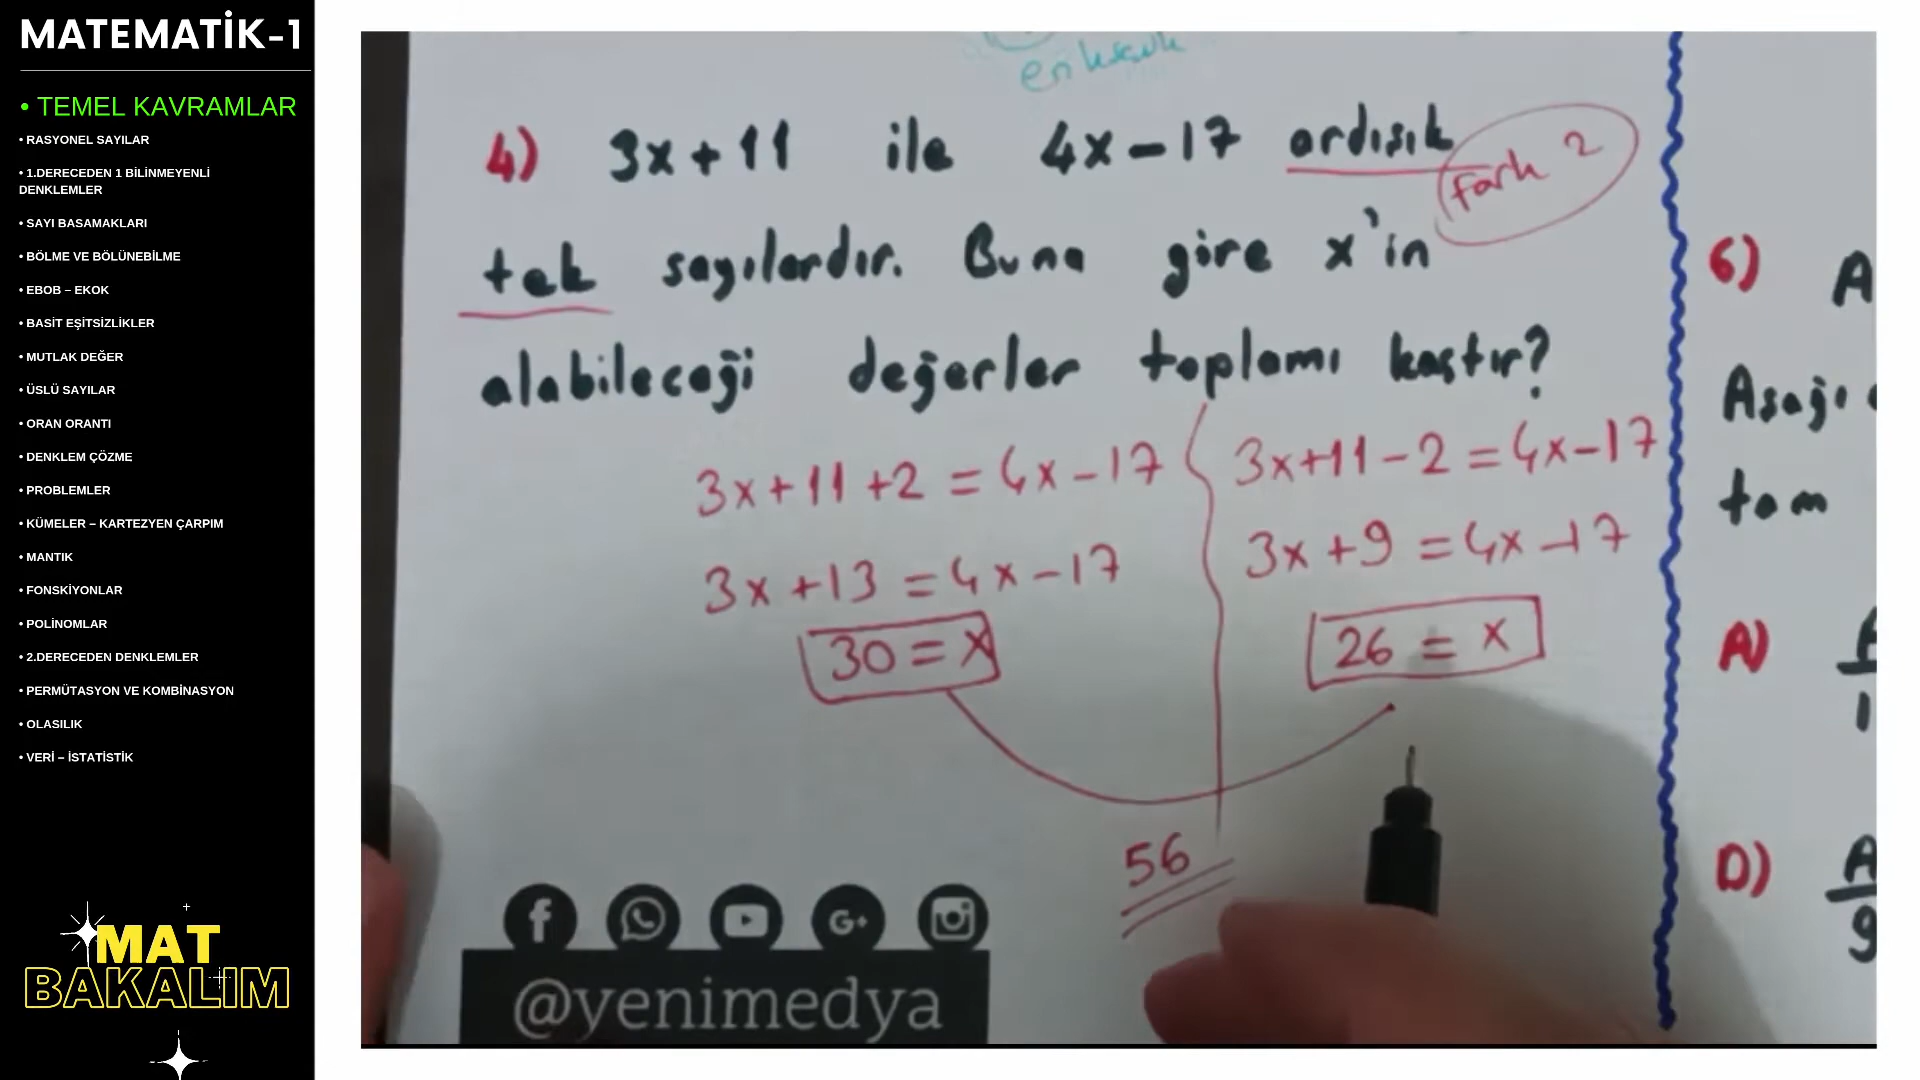 MATEMATİK-1
• TEMEL KAVRAMLAR
• RASYONEL SAYILAR
• 1.DERECEDEN 1 BİLİNMEYENLİ
DENKLEMLER
• SAYI BASAMAKLARI
• BÖLME VE BÖLÜNEBİLME
• EBOB – EKOK
• BASİT EŞİTSİZLİKLER
• MUTLAK DEĞER
• ÜSLÜ SAYILAR
• ORAN ORANTI
• DENKLEM ÇÖZME
• PROBLEMLER
• KÜMELER – KARTEZYEN ÇARPIM
• MANTIK
• FONSKİYONLAR
• POLİNOMLAR
• 2.DERECEDEN DENKLEMLER
• PERMÜTASYON VE KOMBİNASYON
• OLASILIK
• VERİ – İSTATİSTİK
MAT
BAKALIM
4) 3x+11 ile 4x-17 ardışık
fark 2
tek sayılardır. Buna göre x'in
alabileceği değerler toplamı kaçtır?
3x+11+2=4x-17
3x+13=4x-17
30=x
3x+11-2=4x-17
3x+9=4x-17
26=x
56
@yenimedya
6) A
Aşağı
tam
A)
D) A
9